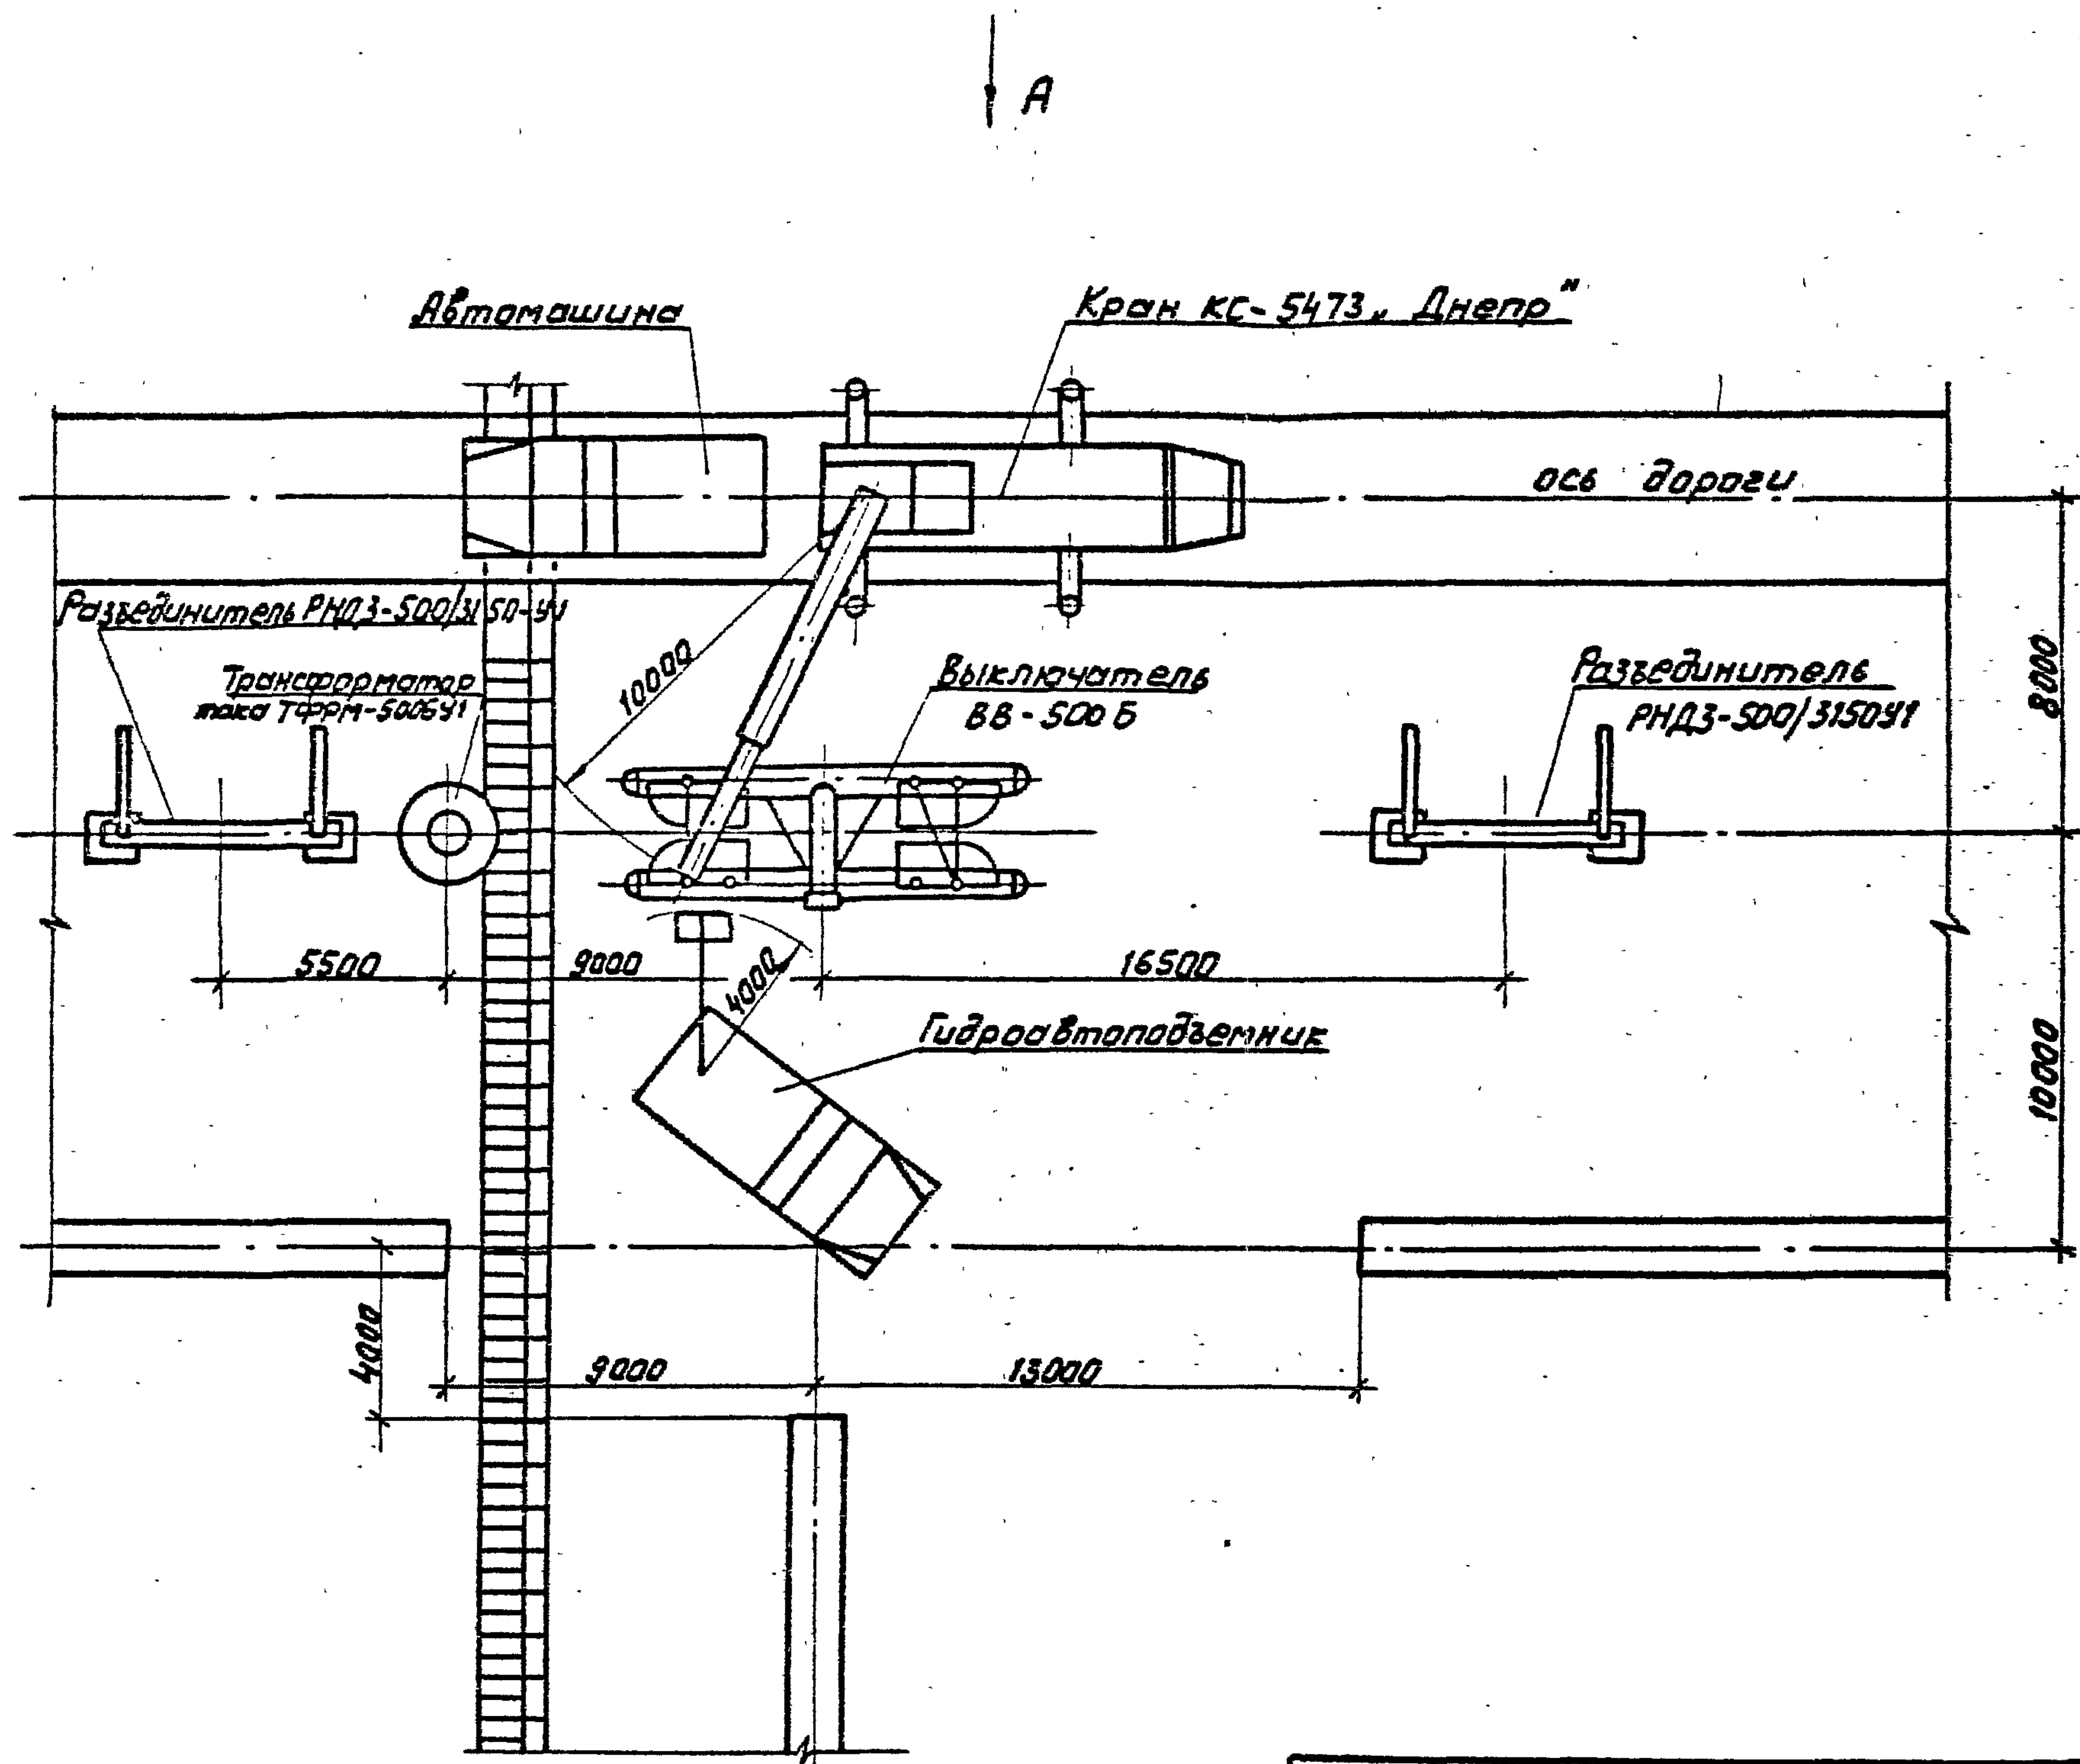 А
Автомашина
Кран КС-5473 „Днепр"
ось дороги
Разъединитель РНДЗ-500/3150-У1
Трансформатор
тока ТФРМ-500БУ1
10000
Выключатель
ВВ-500Б
Разъединитель
РНДЗ-500/3150У1
8000
5500
9000
4000
16500
Гидроавтоподъемник
10000
4000
9000
13000